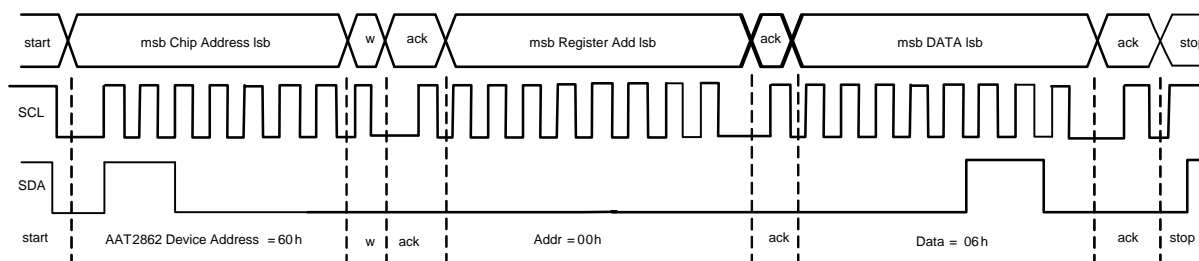 start msb Chip Address lsb w ack msb Register Add lsb ack msb DATA lsb ack stop
SCL
SDA
start AAT2862 Device Address = 60h w ack Addr = 00h ack Data = 06h ack stop